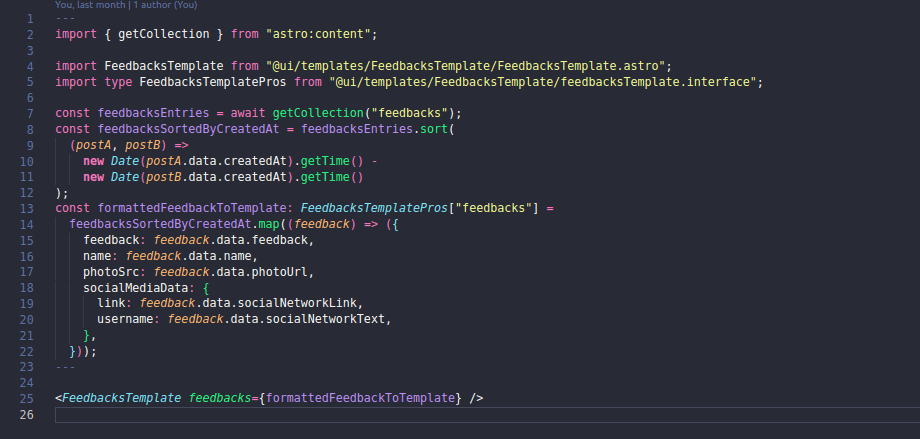 You, last month | 1 author (You)
1 ---
2 import { getCollection } from "astro:content";
3
4 import FeedbacksTemplate from "@ui/templates/FeedbacksTemplate/FeedbacksTemplate.astro";
5 import type FeedbacksTemplatePros from "@ui/templates/FeedbacksTemplate/feedbacksTemplate.interface";
6
7 const feedbacksEntries = await getCollection("feedbacks");
8 const feedbacksSortedByCreatedAt = feedbacksEntries.sort(
9   (postA, postB) =>
10     new Date(postA.data.createdAt).getTime() -
11     new Date(postB.data.createdAt).getTime()
12 );
13 const formattedFeedbackToTemplate: FeedbacksTemplatePros["feedbacks"] =
14   feedbacksSortedByCreatedAt.map((feedback) => ({
15     feedback: feedback.data.feedback,
16     name: feedback.data.name,
17     photoSrc: feedback.data.photoUrl,
18     socialMediaData: {
19       link: feedback.data.socialNetworkLink,
20       username: feedback.data.socialNetworkText,
21     },
22   }));
23 ---
24
25 <FeedbacksTemplate feedbacks={formattedFeedbackToTemplate} />
26